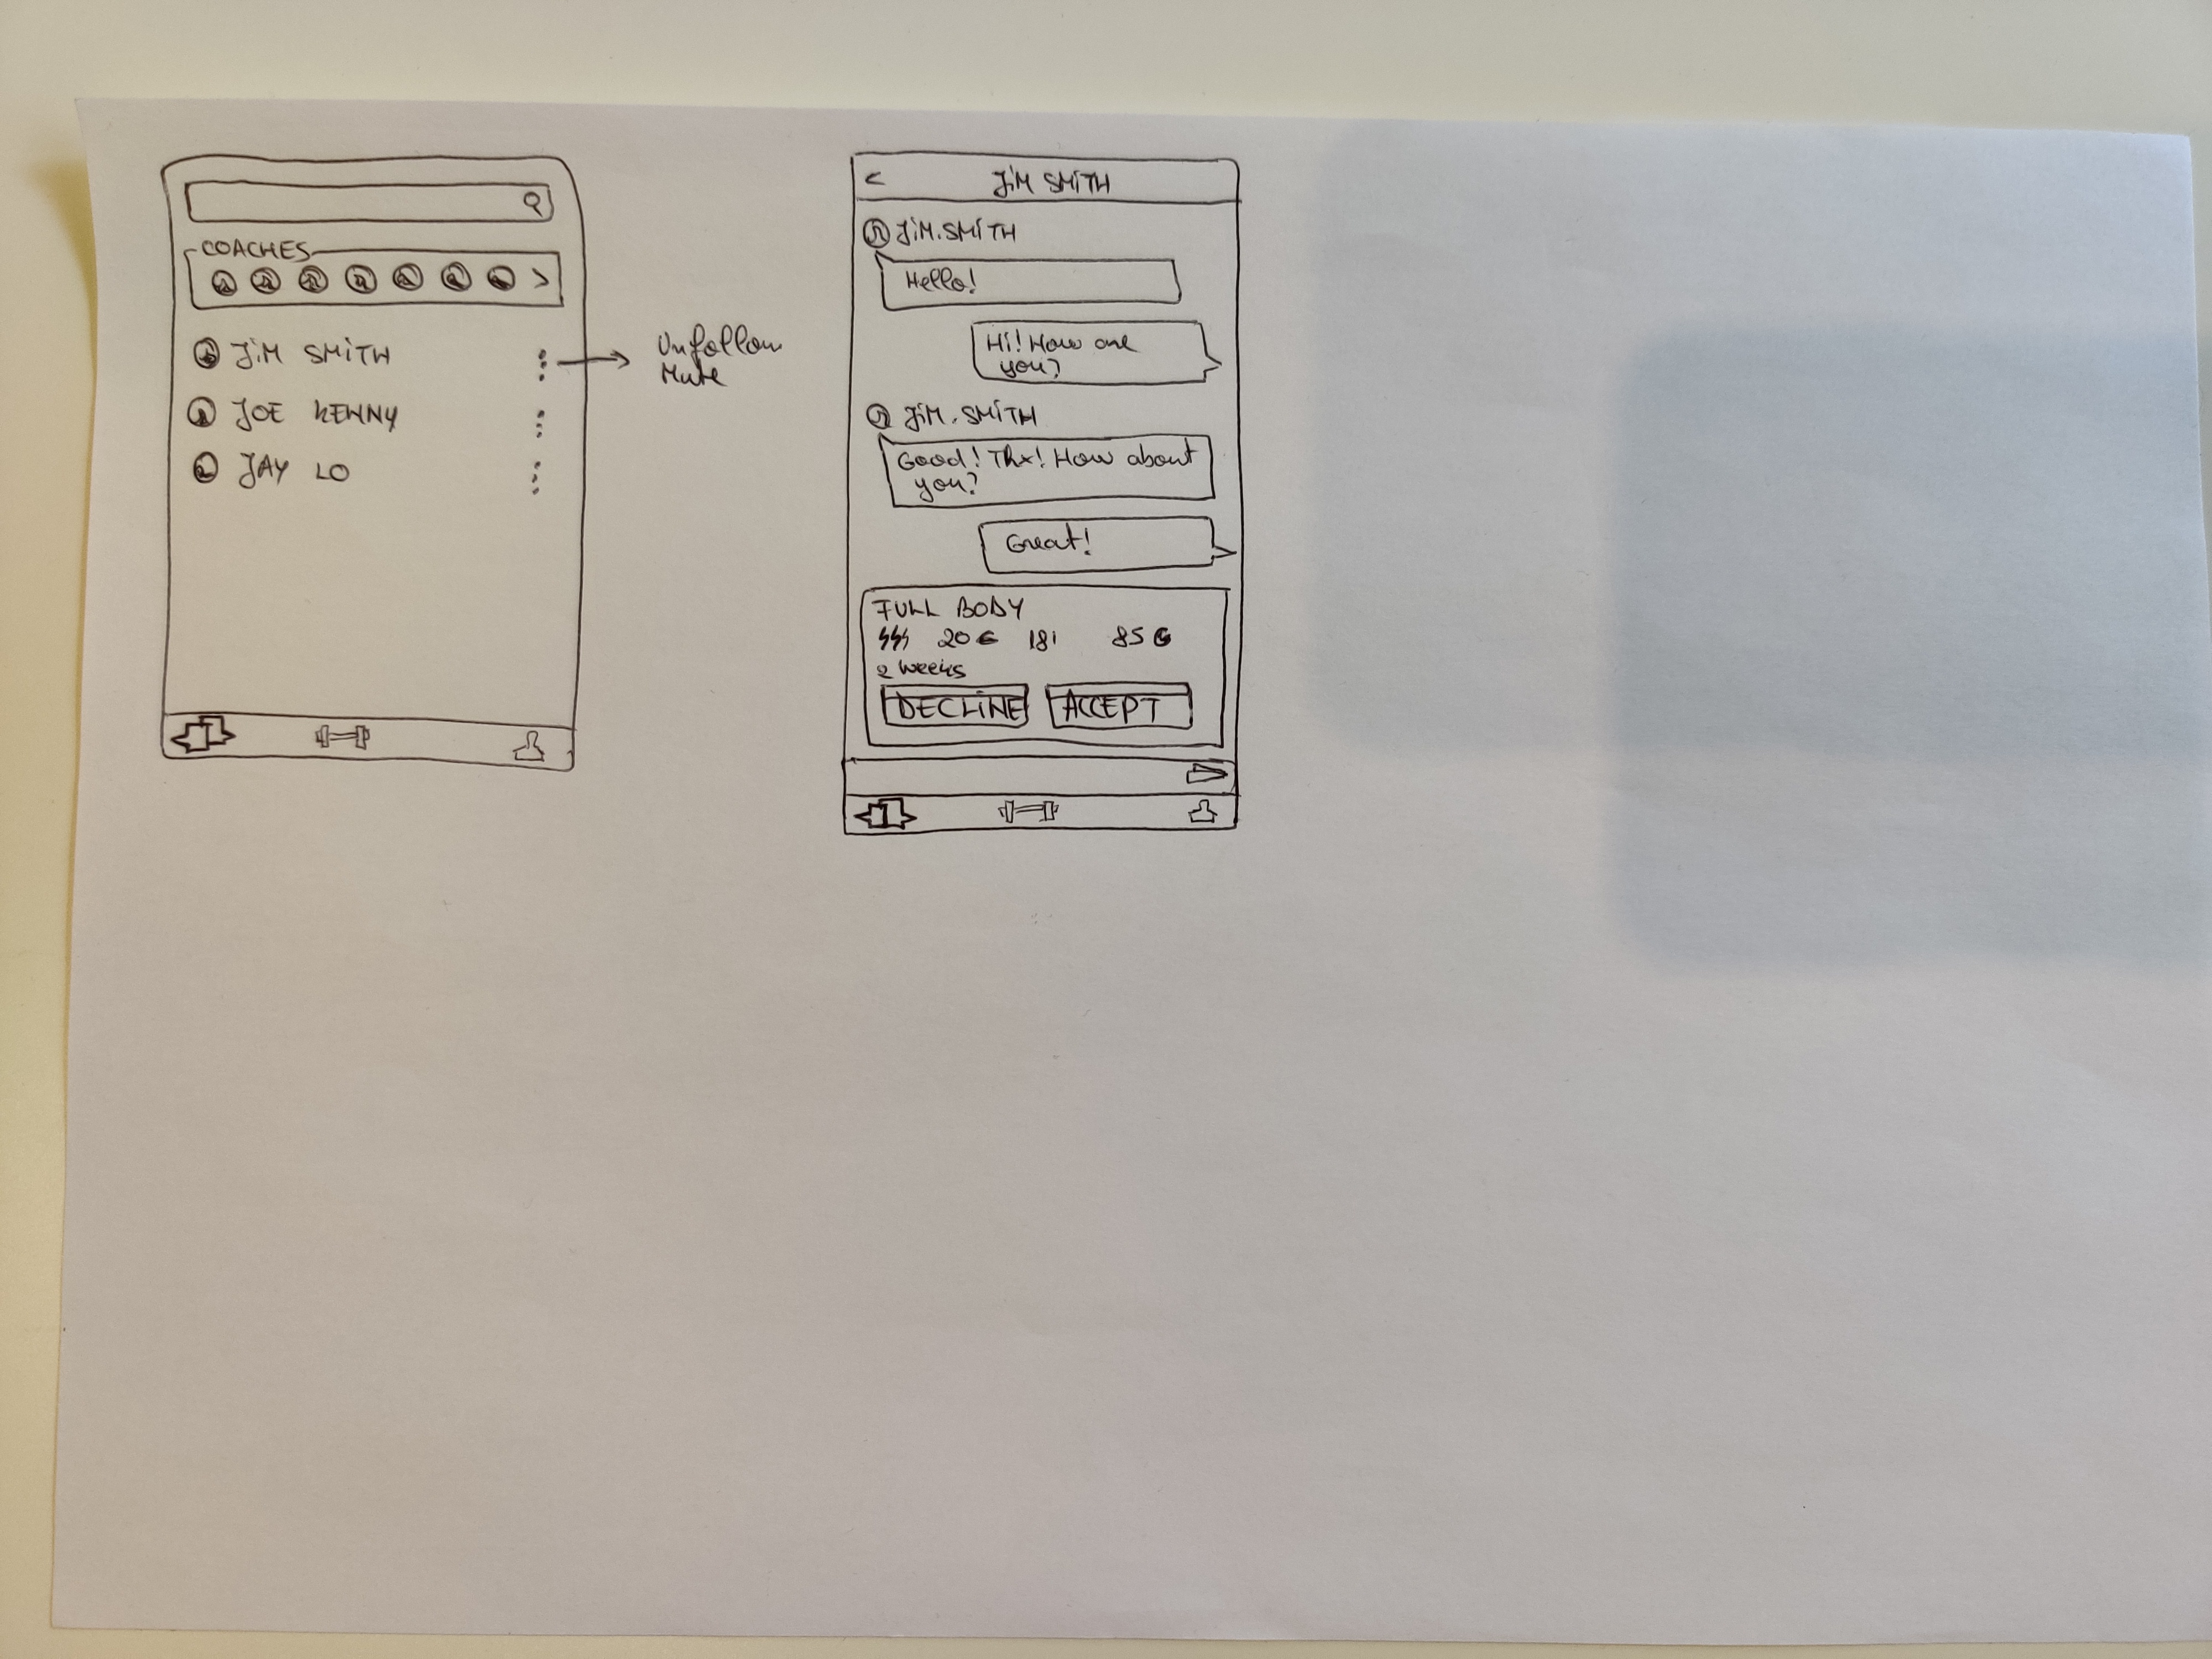 COACHES
JiM SMiTH
JOE KENNY
JAY LO
Unfollow
Mute
< JiM SMiTH
JiM.SMiTH
Hello!
Hi! How are
you?
JiM.SMiTH
Good! Thx! How about
you?
Great!
FULL BODY
20 85
2 weeks
DECLiNE ACCEPT